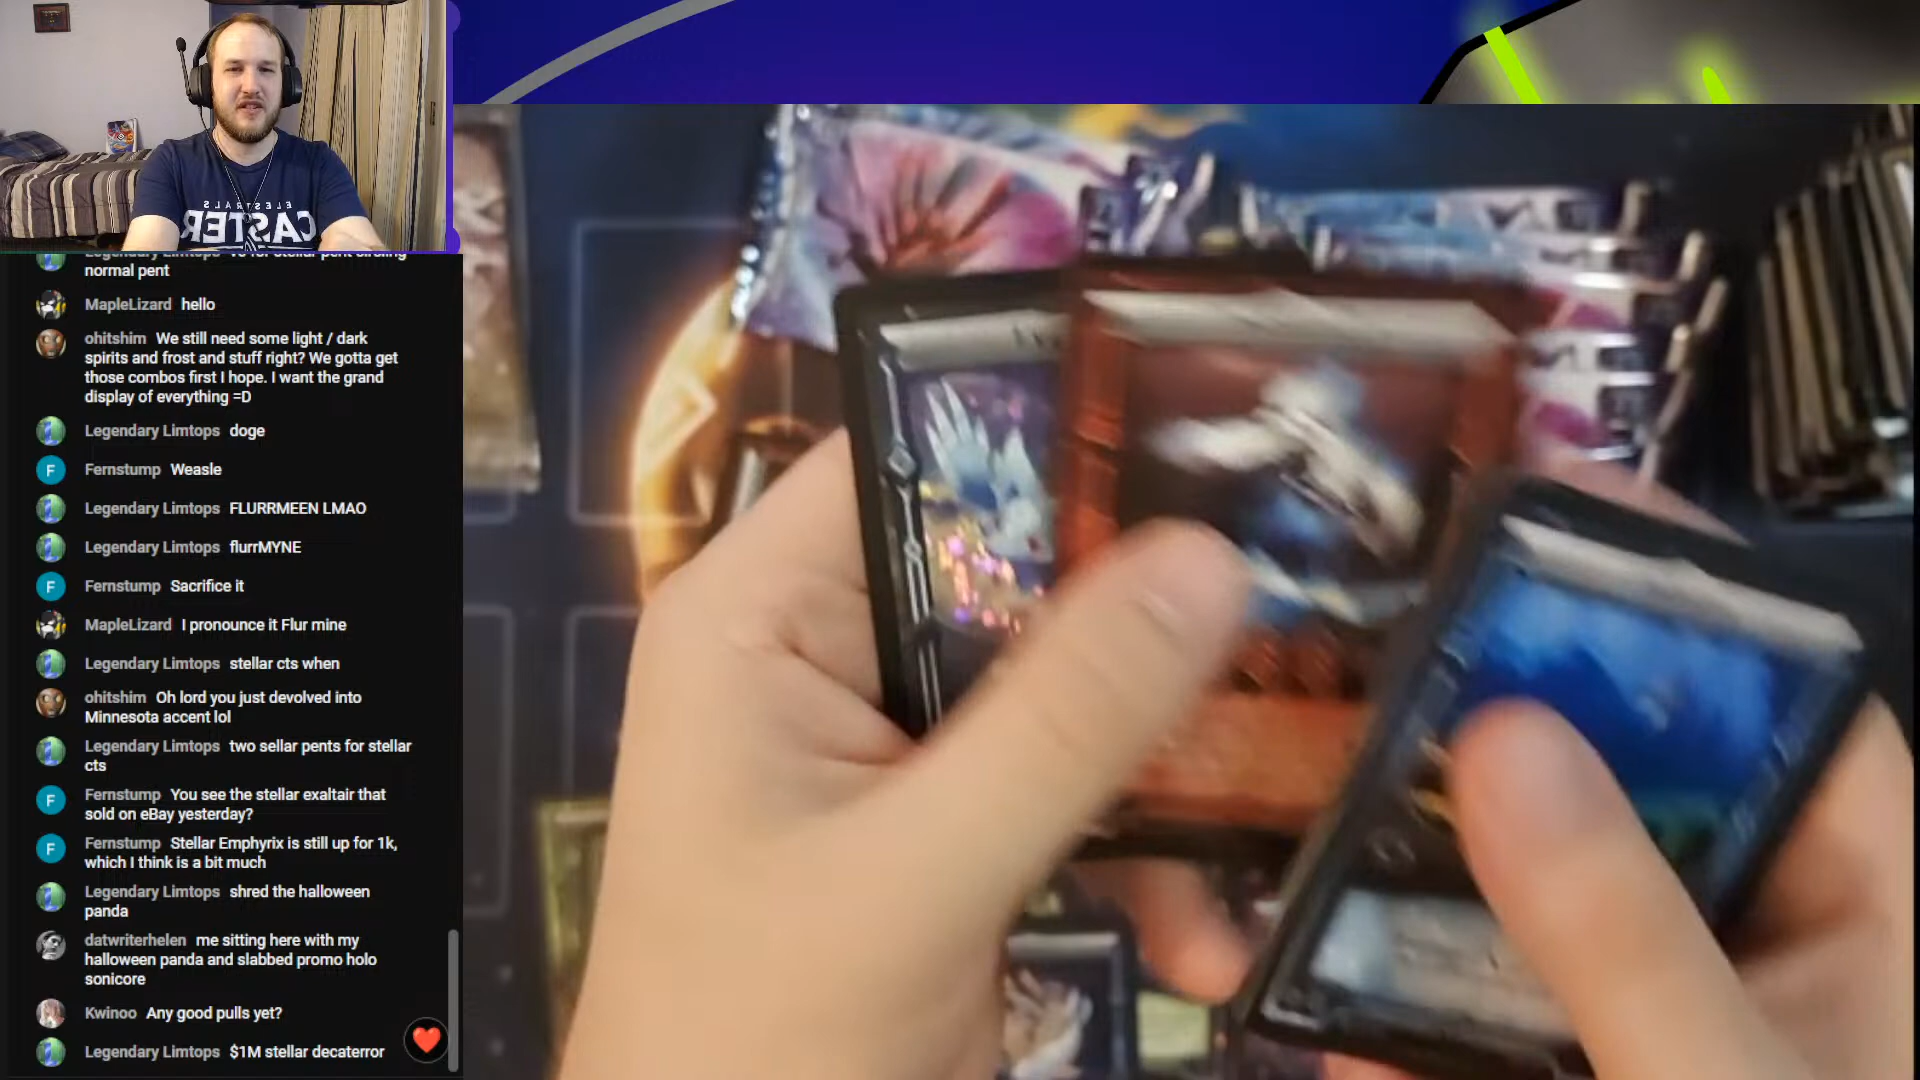 ELESTRALS
CASTER
normal pent
MapleLizard hello
ohitshim We still need some light / dark
spirits and frost and stuff right? We gotta get
those combos first I hope. I want the grand
display of everything =D
Legendary Limtops doge
Fernstump Weasle
Legendary Limtops FLURRMEEN LMAO
Legendary Limtops flurrMYNE
Fernstump Sacrifice it
MapleLizard I pronounce it Flur mine
Legendary Limtops stellar cts when
ohitshim Oh lord you just devolved into
Minnesota accent lol
Legendary Limtops two sellar pents for stellar
cts
Fernstump You see the stellar exaltair that
sold on eBay yesterday?
Fernstump Stellar Emphyrix is still up for 1k,
which I think is a bit much
Legendary Limtops shred the halloween
panda
datwriterhelen me sitting here with my
halloween panda and slabbed promo holo
sonicore
Kwinoo Any good pulls yet?
Legendary Limtops $1M stellar decaterror